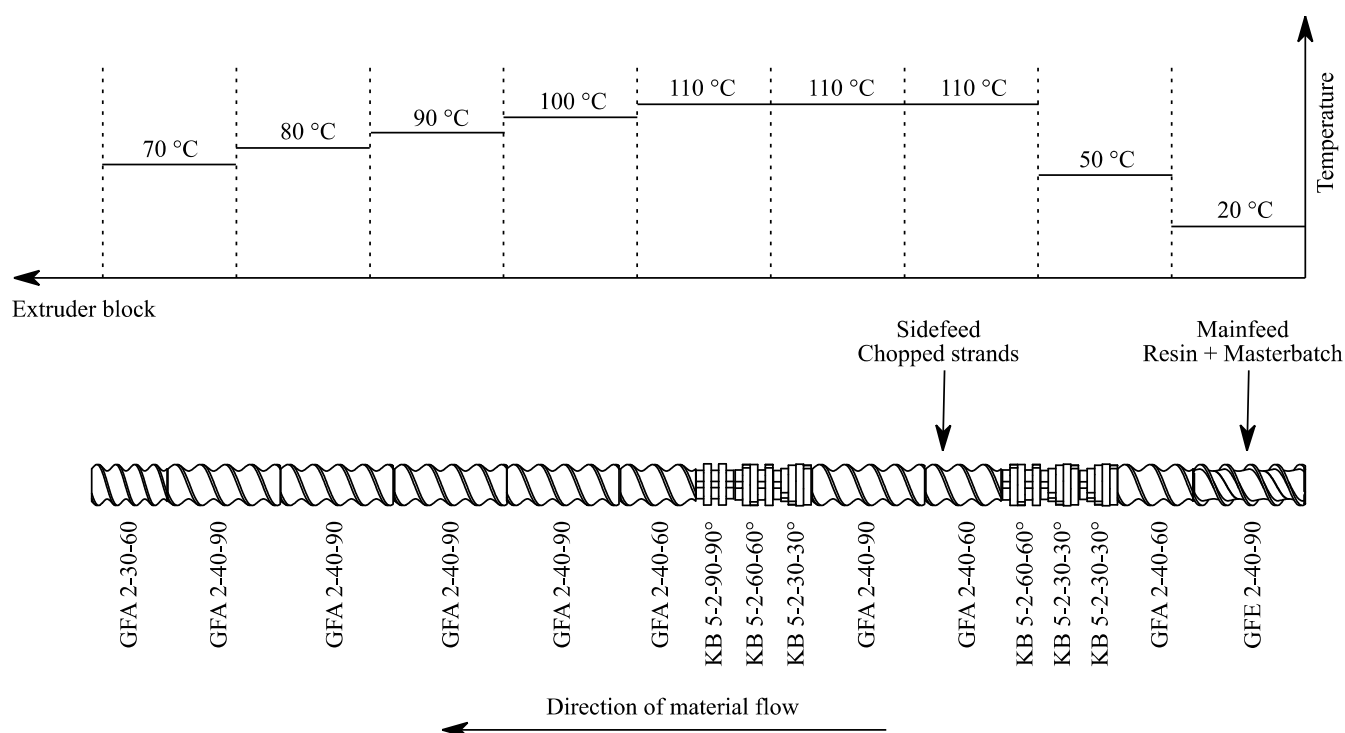 110 °C
110 °C
110 °C
100 °C
90 °C
80 °C
70 °C
50 °C
20 °C
Temperature
Extruder block
Sidefeed
Chopped strands
Mainfeed
Resin + Masterbatch
GFA 2-30-60
GFA 2-40-90
GFA 2-40-90
GFA 2-40-90
GFA 2-40-90
GFA 2-40-60
KB 5-2-90-90°
KB 5-2-60-60°
KB 5-2-30-30°
GFA 2-40-90
GFA 2-40-60
KB 5-2-60-60°
KB 5-2-30-30°
KB 5-2-30-30°
GFA 2-40-60
GFE 2-40-90
Direction of material flow